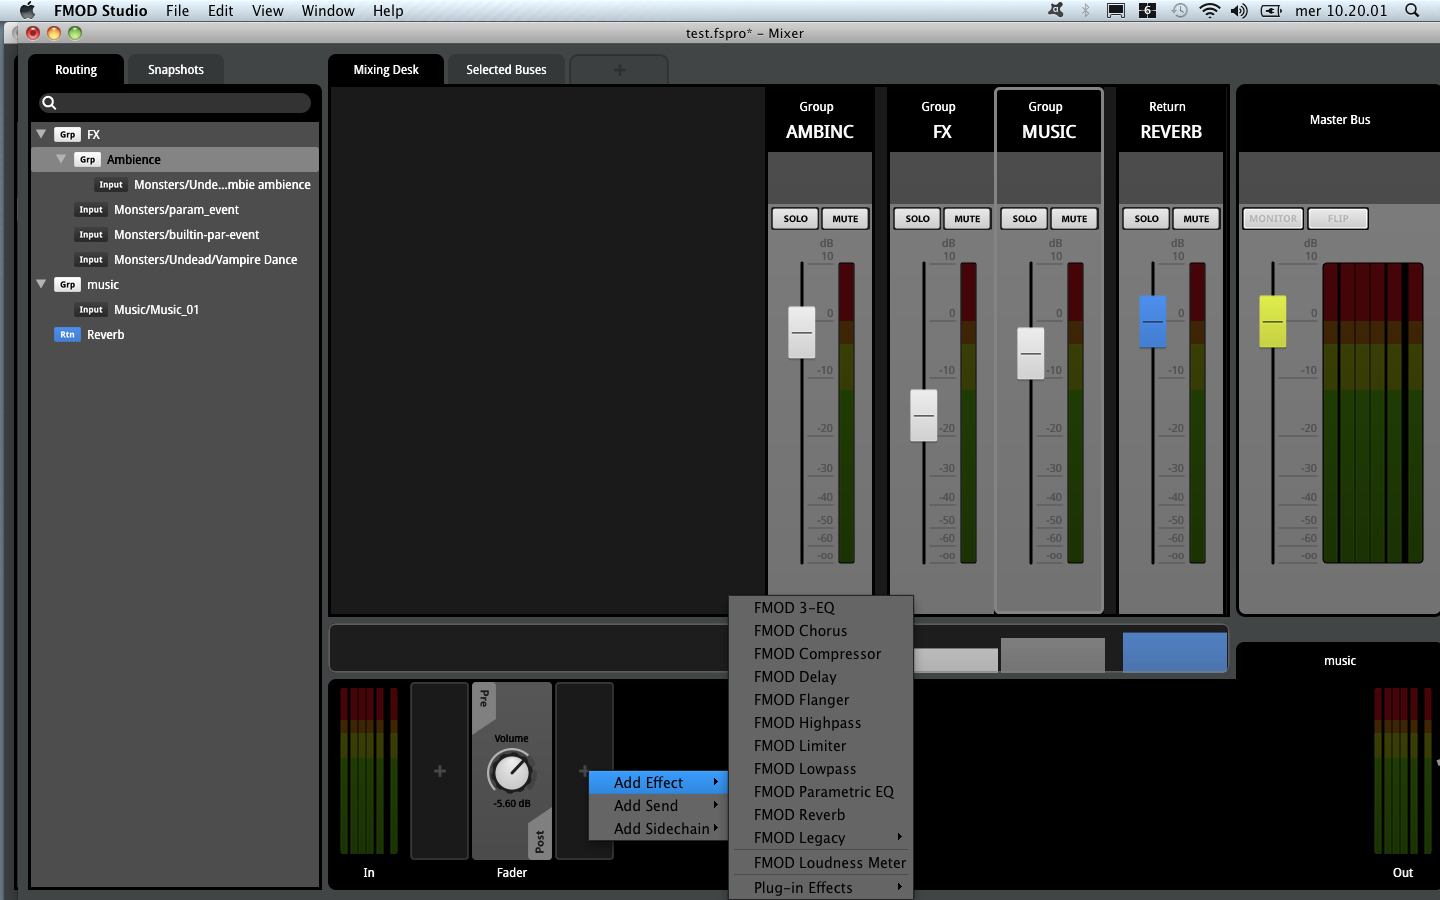 FMOD Studio File Edit View Window Help 6 mer 10.20.01
test.fspro* – Mixer
Routing Snapshots
Mixing Desk Selected Buses +
Grp FX
Grp Ambience
Input Monsters/Unde...mbie ambience
Input Monsters/param_event
Input Monsters/builtin-par-event
Input Monsters/Undead/Vampire Dance
Grp music
Input Music/Music_01
Rtn Reverb
Group
AMBINC
SOLO MUTE
dB
10
0
-10
-20
-30
-40
-50
-60
-oo
Group
FX
SOLO MUTE
dB
10
0
-10
-20
-30
-40
-50
-60
-oo
Group
MUSIC
SOLO MUTE
dB
10
0
-10
-20
-30
-40
-50
-60
-oo
Return
REVERB
SOLO MUTE
dB
10
0
-10
-20
-30
-40
-50
-60
-oo
Master Bus
MONITOR FLIP
dB
10
0
-10
-20
-30
-40
-50
-60
-oo
music
In
+
Pre
Volume
-5.60 dB
Post
Fader
+
Add Effect
Add Send
Add Sidechain
FMOD 3-EQ
FMOD Chorus
FMOD Compressor
FMOD Delay
FMOD Flanger
FMOD Highpass
FMOD Limiter
FMOD Lowpass
FMOD Parametric EQ
FMOD Reverb
FMOD Legacy
FMOD Loudness Meter
Plug-in Effects
Out